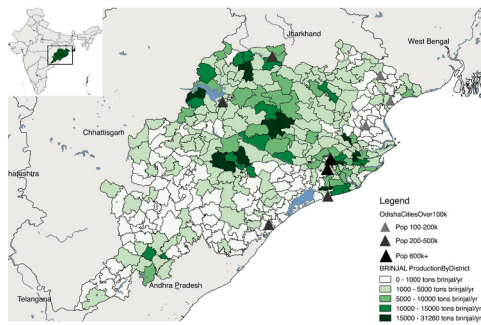 Jharkhand
West Bengal
Chhattisgarh
Andhra Pradesh
Telangana
Legend
OdishaCitiesOver100k
Pop 100-200k
Pop 200-500k
Pop 600k+
BRINJAL ProductionByDistrict
0 - 1000 tons brinjal/yr
1000 - 5000 tons brinjal/yr
5000 - 10000 tons brinjal/yr
10000 - 15000 tons brinjal/yr
15000 - 31280 tons brinjal/yr